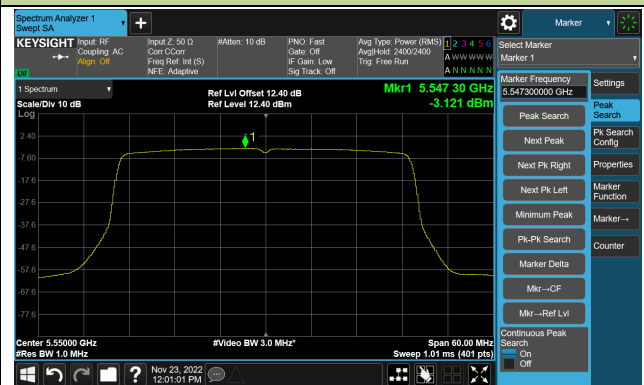 Spectrum Analyzer 1
Swept SA
Marker
KEYSIGHT
Input: RF
Coupling: AC
Align: Off
Input Z: 50 Ω
Corr CCorr
Freq Ref: Int (S)
NFE: Adaptive
#Atten: 10 dB
PNO: Fast
Gate: Off
IF Gain: Low
Sig Track: Off
Avg Type: Power (RMS)
Avg|Hold: 2400/2400
Trig: Free Run
1 2 3 4 5 6
A W W W W W
A N N N N N
LXI
Select Marker
Marker 1
1 Spectrum
Scale/Div 10 dB
Log
Ref Lvl Offset 12.40 dB
Ref Level 12.40 dBm
Mkr1 5.547 30 GHz
-3.121 dBm
1
2.40
-7.60
-17.6
-27.6
-37.6
-47.6
-57.6
-67.6
-77.6
Center 5.55000 GHz
#Res BW 1.0 MHz
#Video BW 3.0 MHz*
Span 60.00 MHz
Sweep 1.01 ms (401 pts)
Marker Frequency
5.547300000 GHz
Peak Search
Next Peak
Next Pk Right
Next Pk Left
Minimum Peak
Pk-Pk Search
Marker Delta
Mkr→CF
Mkr→Ref Lvl
Continuous Peak
Search
On
Off
Settings
Peak
Search
Pk Search
Config
Properties
Marker
Function
Marker→
Counter
Nov 23, 2022
12:01:01 PM